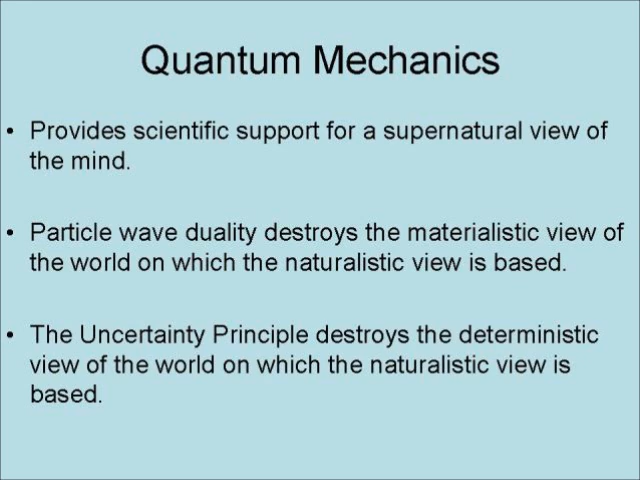 Quantum Mechanics
• Provides scientific support for a supernatural view of
the mind.
• Particle wave duality destroys the materialistic view of
the world on which the naturalistic view is based.
• The Uncertainty Principle destroys the deterministic
view of the world on which the naturalistic view is
based.